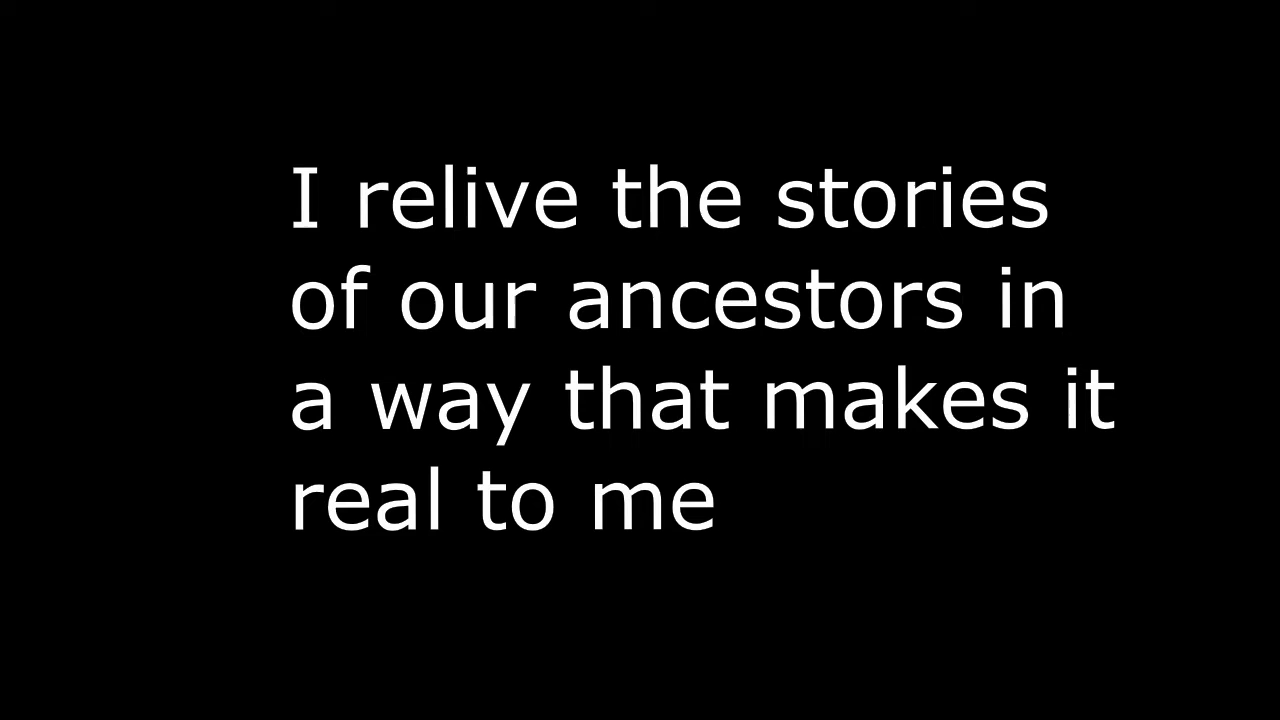 I relive the stories
of our ancestors in
a way that makes it
real to me